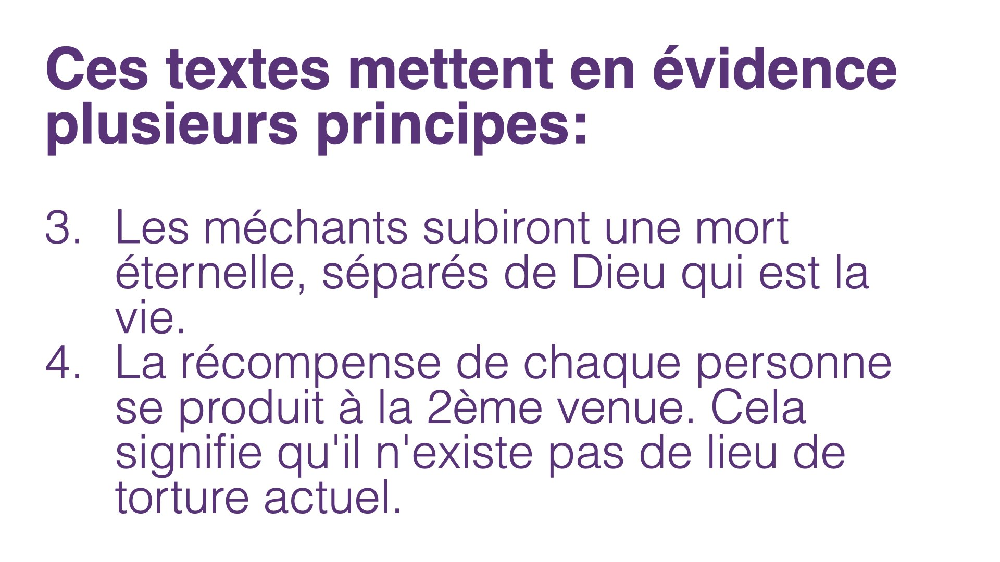 Ces textes mettent en évidence
plusieurs principes:
3. Les méchants subiront une mort
éternelle, séparés de Dieu qui est la
vie.
4. La récompense de chaque personne
se produit à la 2ème venue. Cela
signifie qu'il n'existe pas de lieu de
torture actuel.